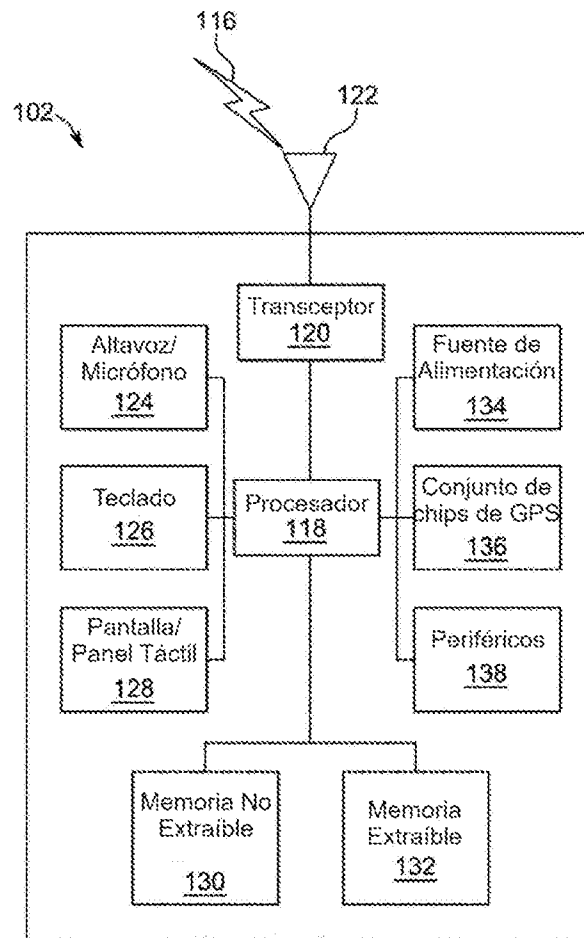 116
102
122
Transceptor
120
Altavoz/
Micrófono
124
Fuente de
Alimentación
134
Teclado
126
Procesador
118
Conjunto de
chips de GPS
136
Pantalla/
Panel Táctil
128
Periféricos
138
Memoria No
Extraíble
130
Memoria
Extraíble
132